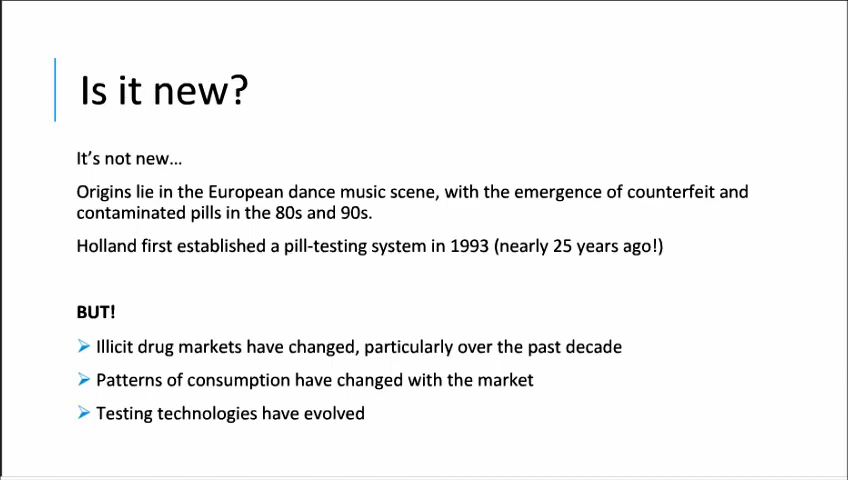 Is it new?
It's not new...
Origins lie in the European dance music scene, with the emergence of counterfeit and
contaminated pills in the 80s and 90s.
Holland first established a pill-testing system in 1993 (nearly 25 years ago!)
BUT!
Illicit drug markets have changed, particularly over the past decade
Patterns of consumption have changed with the market
Testing technologies have evolved